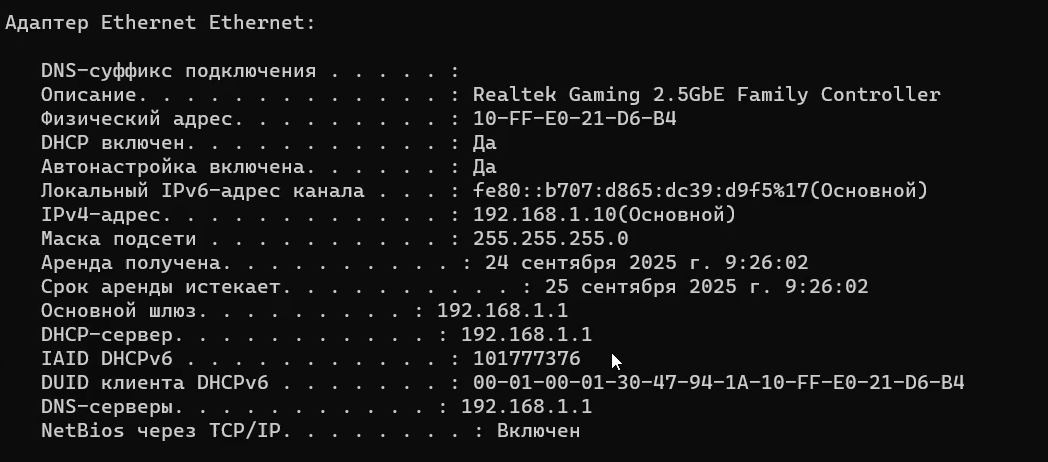 Адаптер Ethernet Ethernet:
DNS-суффикс подключения . . . . . :
Описание. . . . . . . . . . . . . : Realtek Gaming 2.5GbE Family Controller
Физический адрес. . . . . . . . . : 10-FF-E0-21-D6-B4
DHCP включен. . . . . . . . . . . : Да
Автонастройка включена. . . . . . : Да
Локальный IPv6-адрес канала . . . : fe80::b707:d865:dc39:d9f5%17(Основной)
IPv4-адрес. . . . . . . . . . . . : 192.168.1.10(Основной)
Маска подсети . . . . . . . . . . : 255.255.255.0
Аренда получена. . . . . . . . . . : 24 сентября 2025 г. 9:26:02
Срок аренды истекает. . . . . . . . . . : 25 сентября 2025 г. 9:26:02
Основной шлюз. . . . . . . . . : 192.168.1.1
DHCP-сервер. . . . . . . . . . . : 192.168.1.1
IAID DHCPv6 . . . . . . . . . . . : 101777376
DUID клиента DHCPv6 . . . . . . . : 00-01-00-01-30-47-94-1A-10-FF-E0-21-D6-B4
DNS-серверы. . . . . . . . . . . : 192.168.1.1
NetBios через TCP/IP. . . . . . . . : Включен